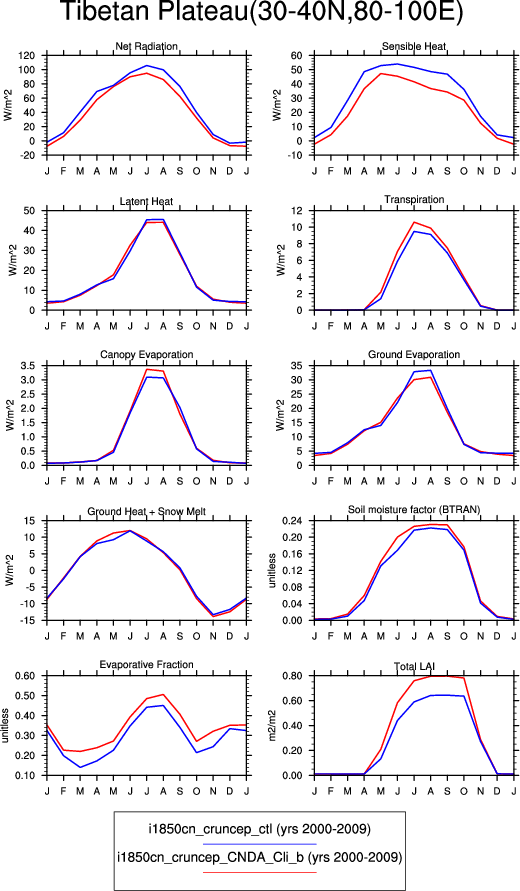 Tibetan Plateau(30-40N,80-100E)
Net Radiation
Sensible Heat
W/m^2
120
100
80
60
40
20
0
-20
J F M A M J J A S O N D J
W/m^2
60
50
40
30
20
10
0
-10
J F M A M J J A S O N D J
Latent Heat
Transpiration
W/m^2
50
40
30
20
10
0
J F M A M J J A S O N D J
W/m^2
12
10
8
6
4
2
0
J F M A M J J A S O N D J
Canopy Evaporation
Ground Evaporation
W/m^2
3.5
3.0
2.5
2.0
1.5
1.0
0.5
0.0
J F M A M J J A S O N D J
W/m^2
35
30
25
20
15
10
5
0
J F M A M J J A S O N D J
Ground Heat + Snow Melt
Soil moisture factor (BTRAN)
W/m^2
15
10
5
0
-5
-10
-15
J F M A M J J A S O N D J
unitless
0.24
0.20
0.16
0.12
0.08
0.04
0.00
J F M A M J J A S O N D J
Evaporative Fraction
Total LAI
unitless
0.60
0.50
0.40
0.30
0.20
0.10
J F M A M J J A S O N D J
m2/m2
0.80
0.60
0.40
0.20
0.00
J F M A M J J A S O N D J
i1850cn_cruncep_ctl (yrs 2000-2009)
i1850cn_cruncep_CNDA_Cli_b (yrs 2000-2009)